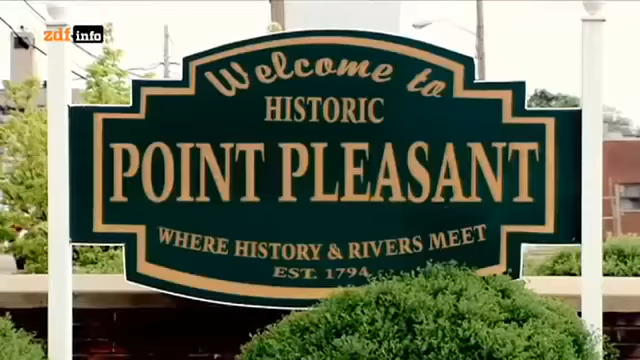 zdf info
Welcome to
HISTORIC
POINT PLEASANT
WHERE HISTORY & RIVERS MEET
EST. 1794